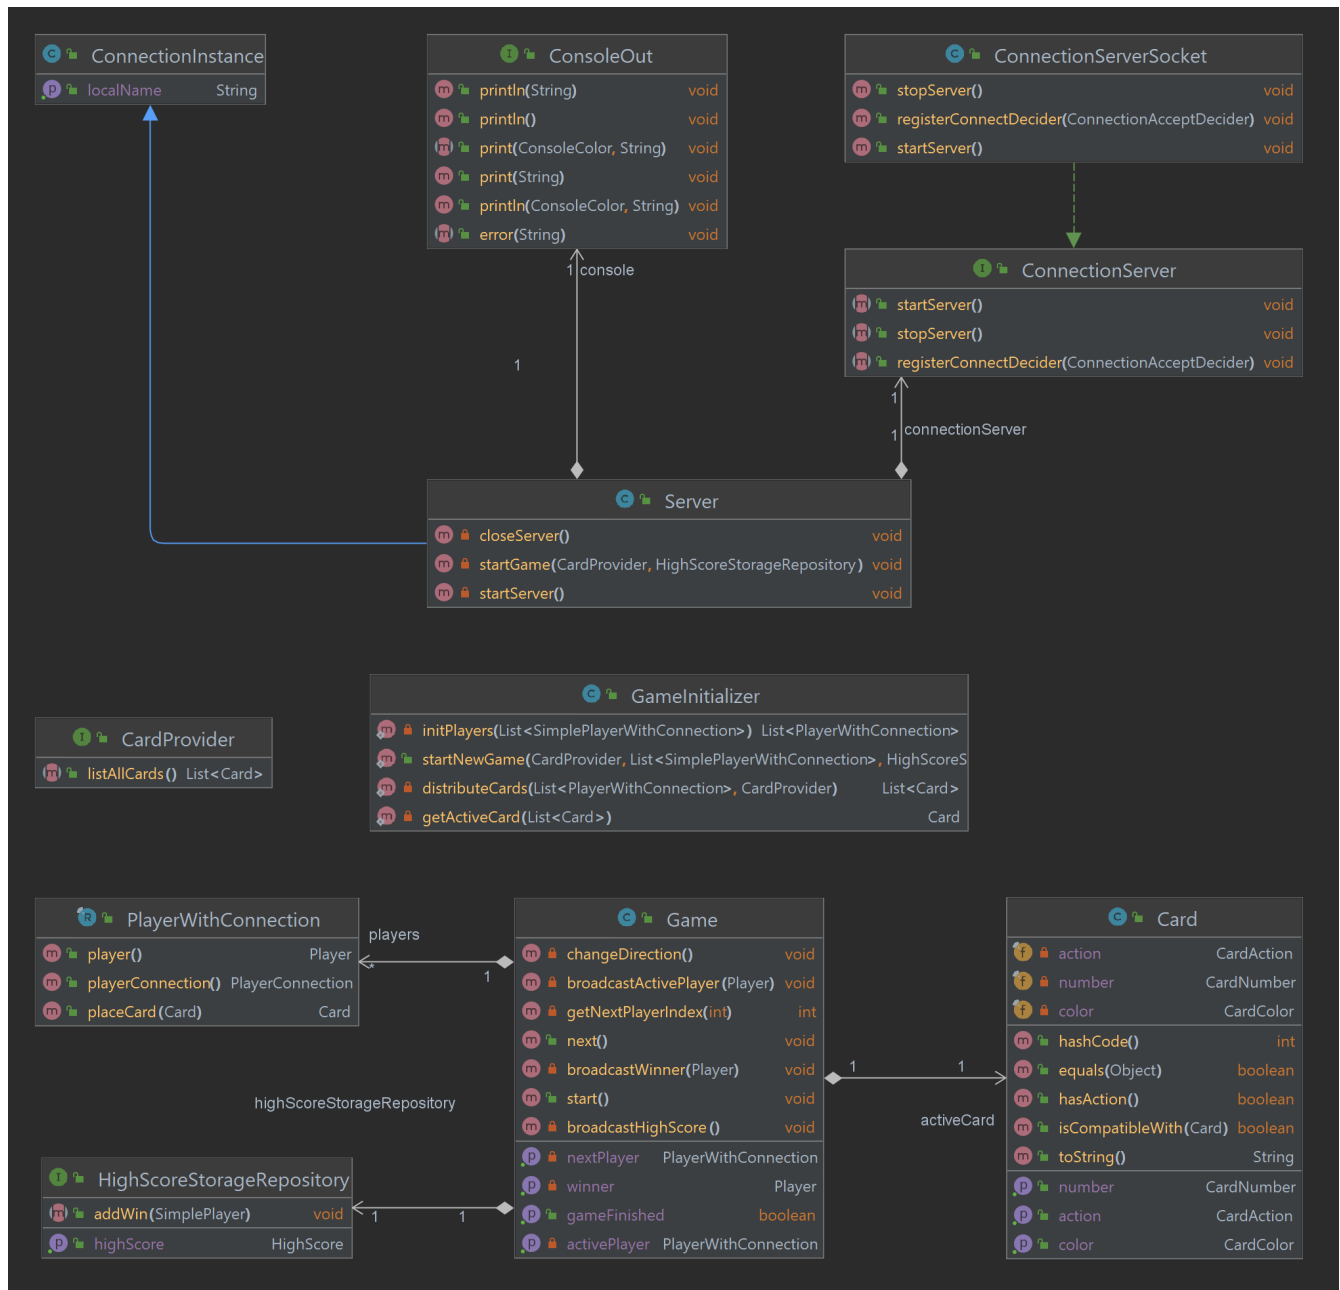 ConnectionInstance
localName String
ConsoleOut
println(String) void
println() void
print(ConsoleColor, String) void
print(String) void
println(ConsoleColor, String) void
error(String) void
ConnectionServerSocket
stopServer() void
registerConnectDecider(ConnectionAcceptDecider) void
startServer() void
1 console
1
ConnectionServer
startServer() void
stopServer() void
registerConnectDecider(ConnectionAcceptDecider) void
1
1 connectionServer
Server
closeServer() void
startGame(CardProvider, HighScoreStorageRepository) void
startServer() void
CardProvider
listAllCards() List<Card>
GameInitializer
initPlayers(List<SimplePlayerWithConnection>) List<PlayerWithConnection>
startNewGame(CardProvider, List<SimplePlayerWithConnection>, HighScoreS
distributeCards(List<PlayerWithConnection>, CardProvider) List<Card>
getActiveCard(List<Card>) Card
PlayerWithConnection
player() Player
playerConnection() PlayerConnection
placeCard(Card) Card
players
* 1
Game
changeDirection() void
broadcastActivePlayer(Player) void
getNextPlayerIndex(int) int
next() void
broadcastWinner(Player) void
start() void
broadcastHighScore() void
nextPlayer PlayerWithConnection
winner Player
gameFinished boolean
activePlayer PlayerWithConnection
1 1
activeCard
Card
action CardAction
number CardNumber
color CardColor
hashCode() int
equals(Object) boolean
hasAction() boolean
isCompatibleWith(Card) boolean
toString() String
number CardNumber
action CardAction
color CardColor
highScoreStorageRepository
HighScoreStorageRepository
addWin(SimplePlayer) void
highScore HighScore
1 1